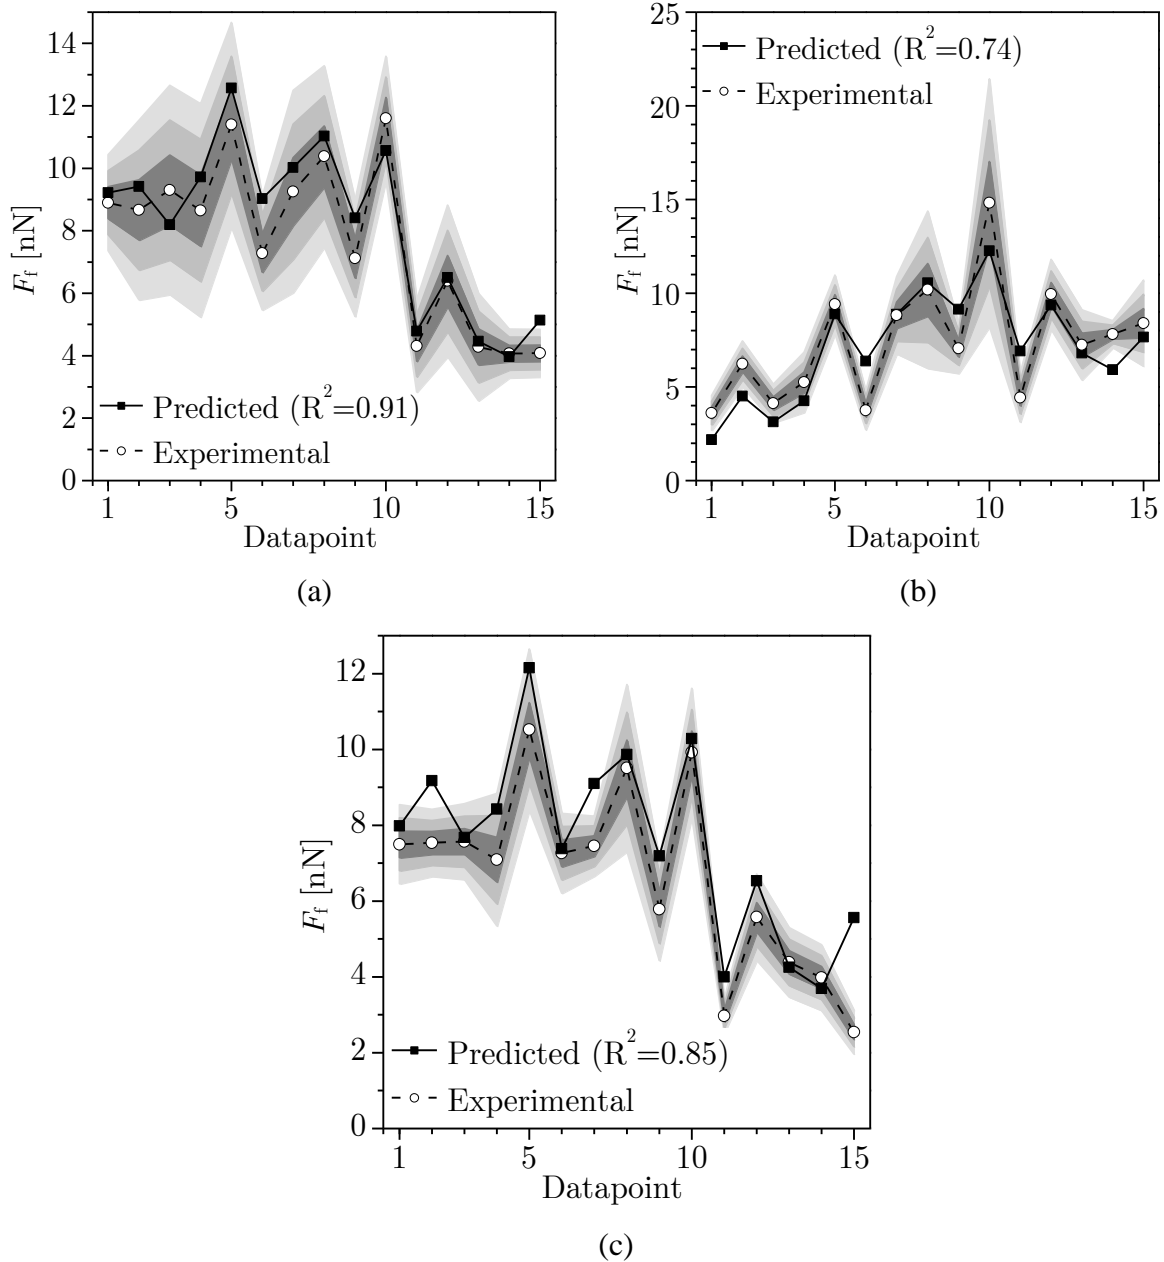 14
12
10
8
6
4
2
0
F_f [nN]
Predicted (R²=0.91)
Experimental
1 5 10 15
Datapoint
(a)
25
20
15
10
5
0
F_f [nN]
Predicted (R²=0.74)
Experimental
1 5 10 15
Datapoint
(b)
12
10
8
6
4
2
0
F_f [nN]
Predicted (R²=0.85)
Experimental
1 5 10 15
Datapoint
(c)